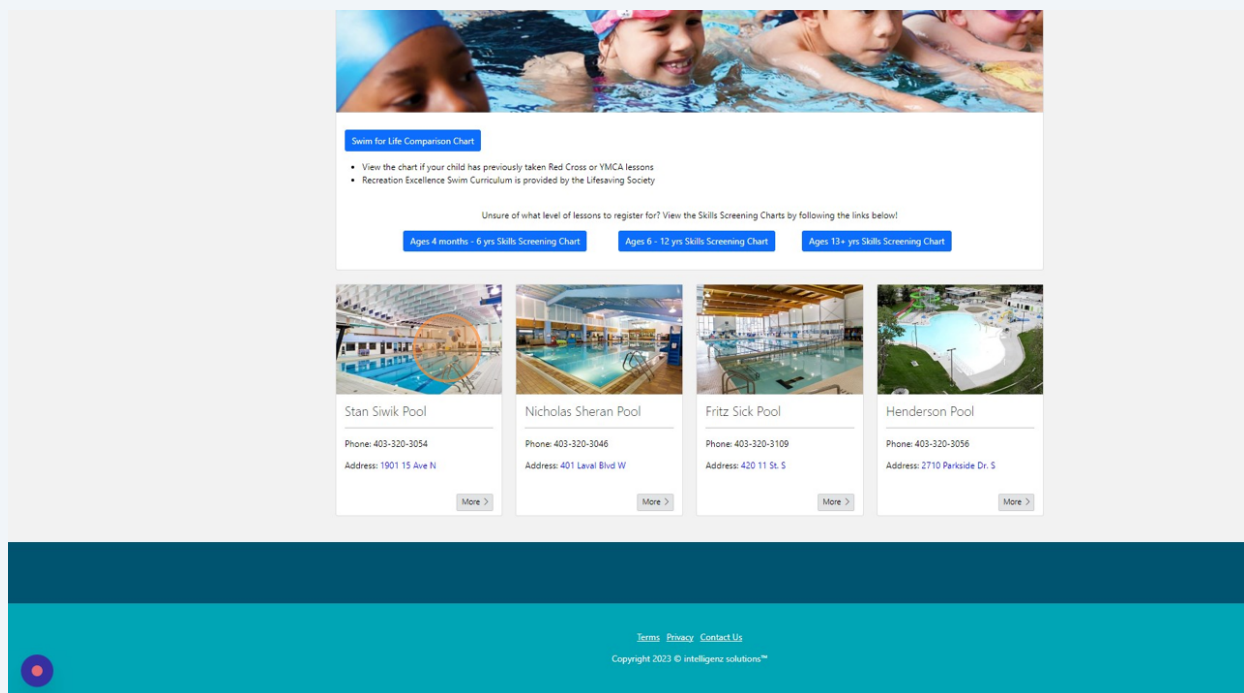 Swim for Life Comparison Chart
View the chart if your child has previously taken Red Cross or YMCA lessons
Recreation Excellence Swim Curriculum is provided by the Lifesaving Society
Unsure of what level of lessons to register for? View the Skills Screening Charts by following the links below!
Ages 4 months - 6 yrs Skills Screening Chart
Ages 6 - 12 yrs Skills Screening Chart
Ages 13+ yrs Skills Screening Chart
Stan Siwik Pool
Phone: 403-320-3054
Address: 1901 15 Ave N
More >
Nicholas Sheran Pool
Phone: 403-320-3046
Address: 401 Laval Blvd W
More >
Fritz Sick Pool
Phone: 403-320-3109
Address: 420 11 St. S
More >
Henderson Pool
Phone: 403-320-3056
Address: 2710 Parkside Dr. S
More >
Terms Privacy Contact Us
Copyright 2023 © intelligenz solutions™